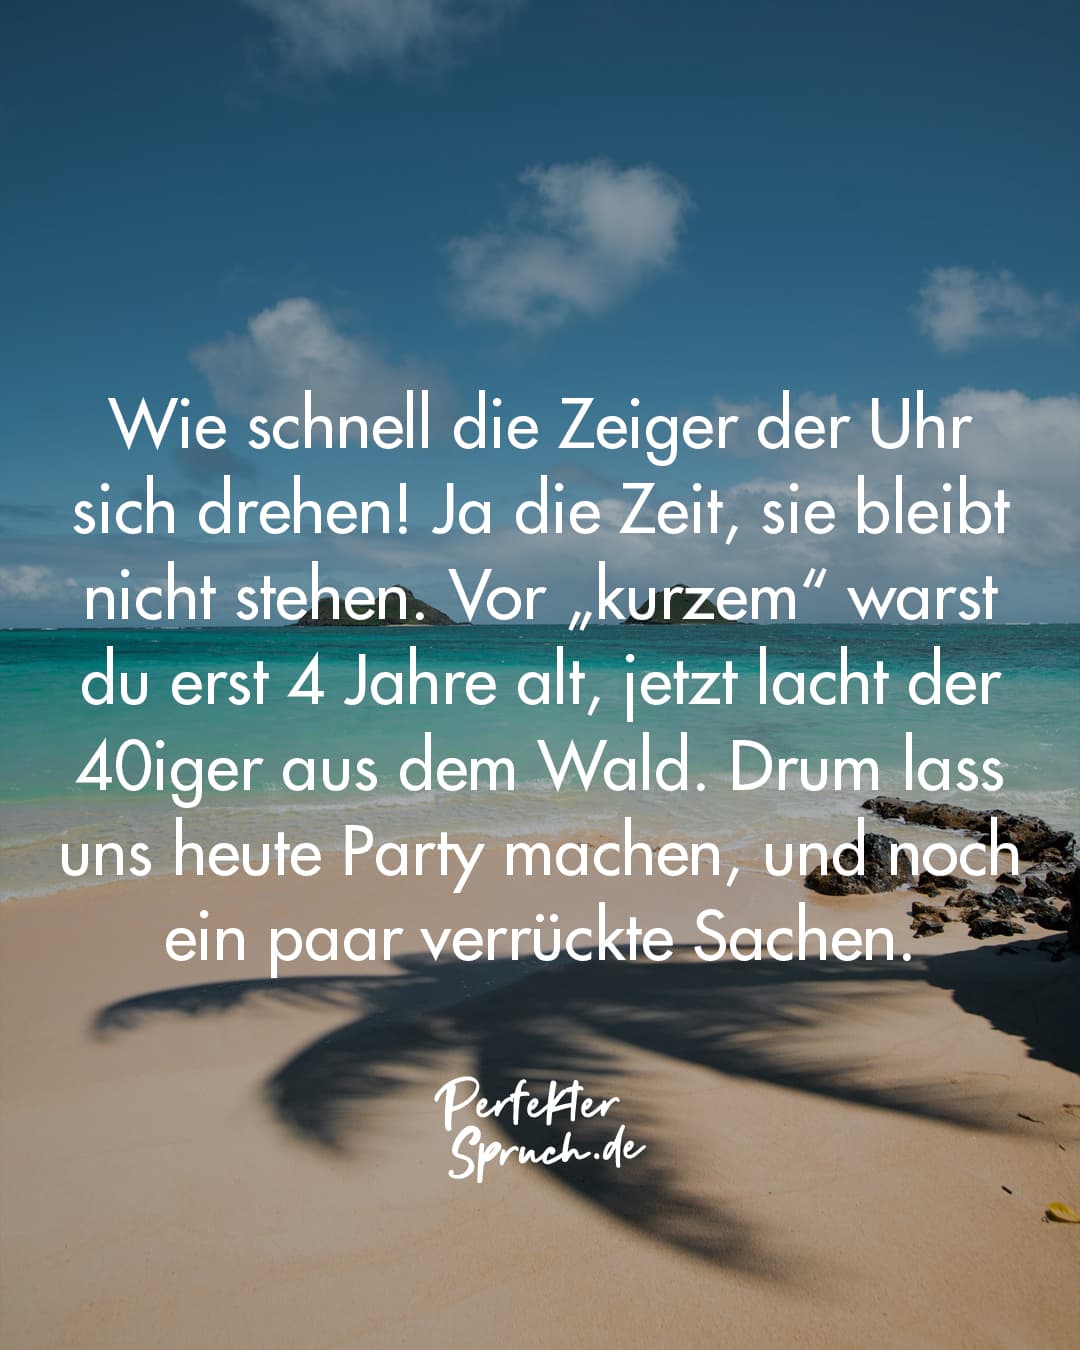 Wie schnell die Zeiger der Uhr
sich drehen! Ja die Zeit, sie bleibt
nicht stehen. Vor „kurzem“ warst
du erst 4 Jahre alt, jetzt lacht der
40iger aus dem Wald. Drum lass
uns heute Party machen, und noch
ein paar verrückte Sachen.
Perfekter
Spruch.de